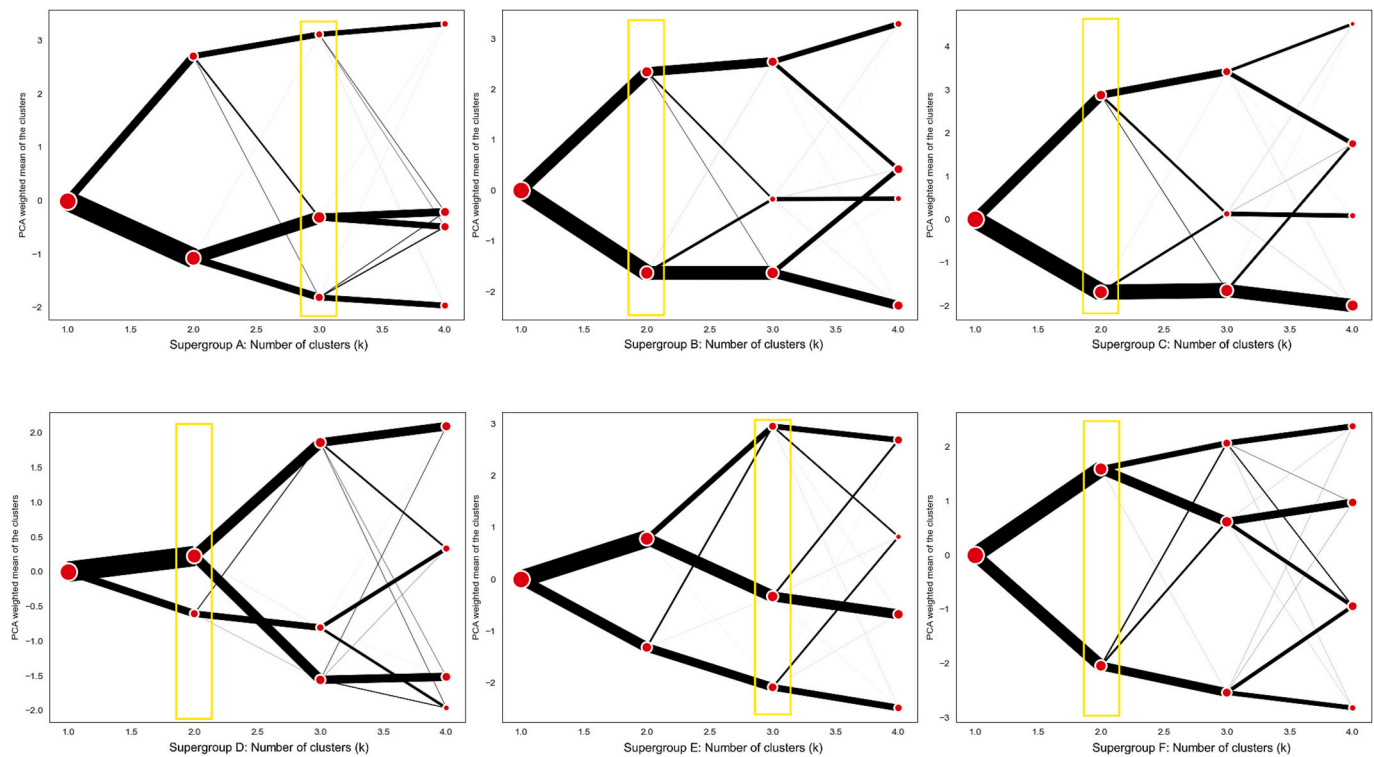 PCA weighted mean of the clusters
3
2
1
0
−1
−2
1.0 1.5 2.0 2.5 3.0 3.5 4.0
Supergroup A: Number of clusters (k)
PCA weighted mean of the clusters
3
2
1
0
−1
−2
1.0 1.5 2.0 2.5 3.0 3.5 4.0
Supergroup B: Number of clusters (k)
PCA weighted mean of the clusters
4
3
2
1
0
−1
−2
1.0 1.5 2.0 2.5 3.0 3.5 4.0
Supergroup C: Number of clusters (k)
PCA weighted mean of the clusters
2.0
1.5
1.0
0.5
0.0
−0.5
−1.0
−1.5
−2.0
1.0 1.5 2.0 2.5 3.0 3.5 4.0
Supergroup D: Number of clusters (k)
PCA weighted mean of the clusters
3
2
1
0
−1
−2
1.0 1.5 2.0 2.5 3.0 3.5 4.0
Supergroup E: Number of clusters (k)
PCA weighted mean of the clusters
2
1
0
−1
−2
−3
1.0 1.5 2.0 2.5 3.0 3.5 4.0
Supergroup F: Number of clusters (k)